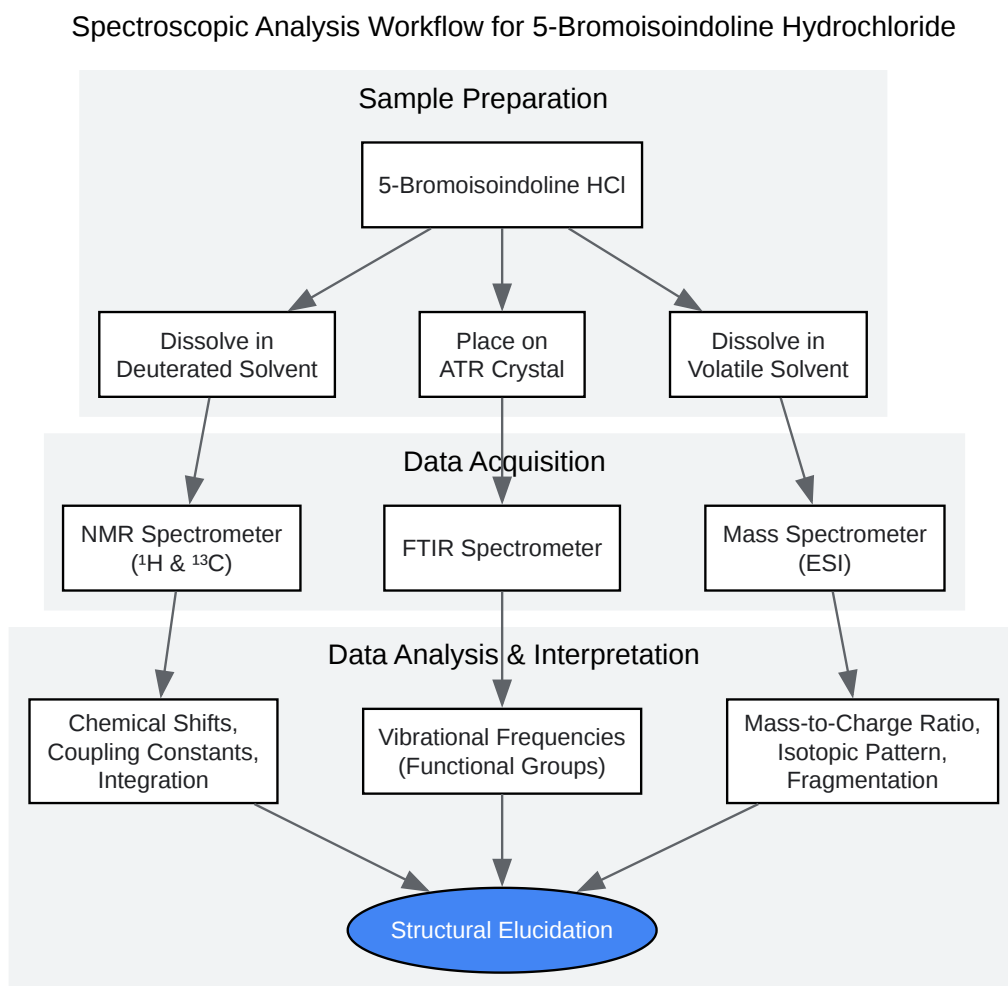 Spectroscopic Analysis Workflow for 5-Bromoisoindoline Hydrochloride
Sample Preparation
5-Bromoisoindoline HCl
Dissolve in
Deuterated Solvent
Place on
ATR Crystal
Dissolve in
Volatile Solvent
Data Acquisition
NMR Spectrometer
(¹H & ¹³C)
FTIR Spectrometer
Mass Spectrometer
(ESI)
Data Analysis & Interpretation
Chemical Shifts,
Coupling Constants,
Integration
Vibrational Frequencies
(Functional Groups)
Mass-to-Charge Ratio,
Isotopic Pattern,
Fragmentation
Structural Elucidation